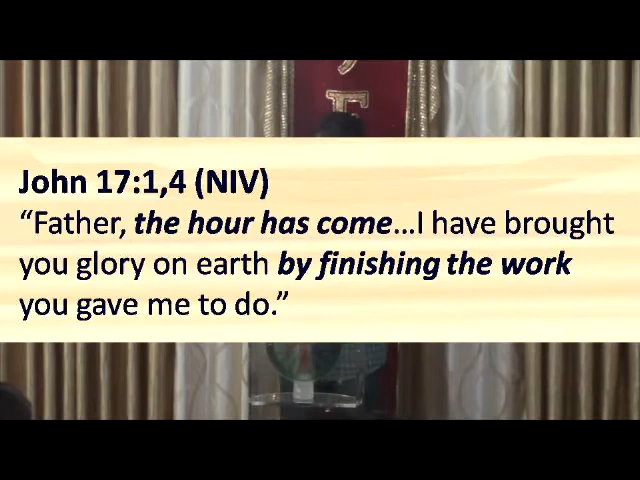 John 17:1,4 (NIV)
“Father, the hour has come…I have brought
you glory on earth by finishing the work
you gave me to do.”